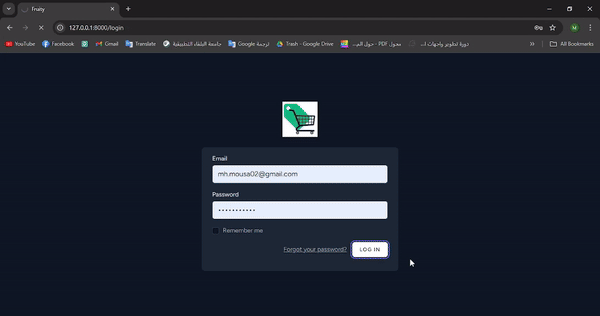 Fruity
127.0.0.1:8000/login
M
YouTube
Facebook
Gmail
Translate
جامعة البلقاء التطبيقية
ترجمة Google
Trash - Google Drive
محول PDF - حول الم...
دورة تطوير واجهات ا...
All Bookmarks
Email
mh.mousa02@gmail.com
Password
Remember me
Forgot your password?
LOG IN